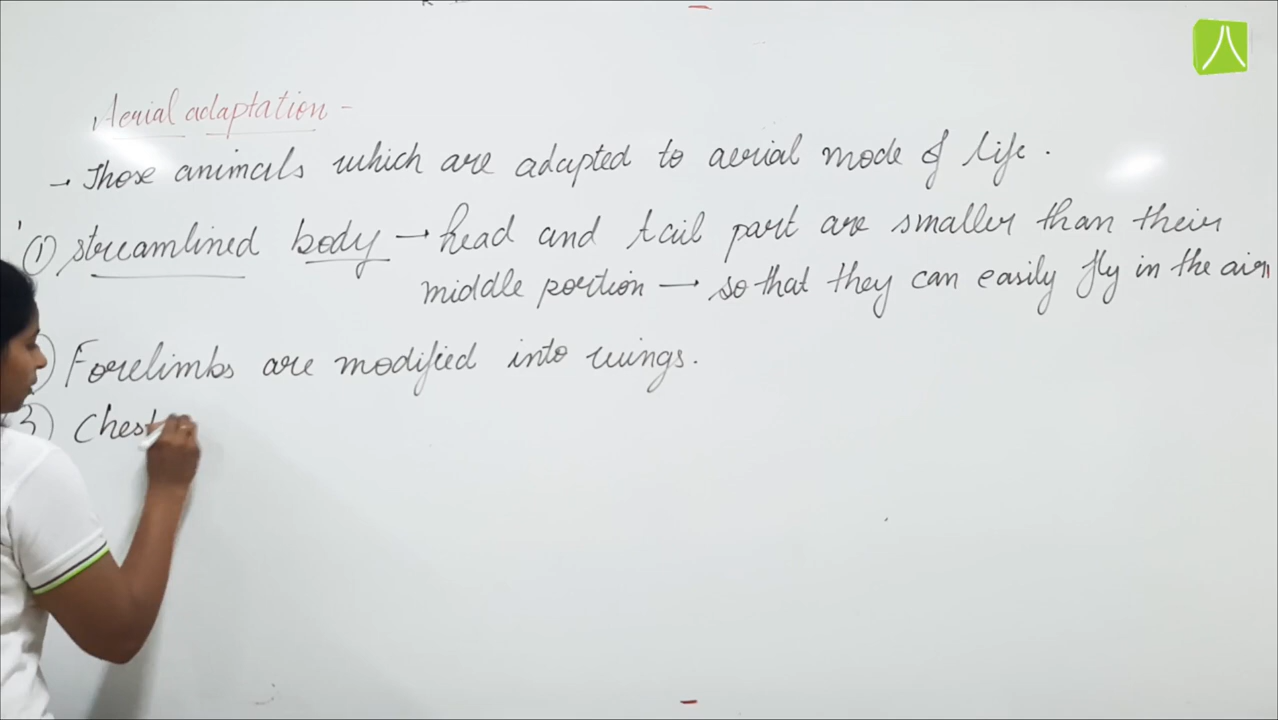 Aerial adaptation -
→ Those animals which are adapted to aerial mode of life.
① streamlined body → head and tail part are smaller than their
middle portion → so that they can easily fly in the air
Forelimbs are modified into wings.
3) Chest